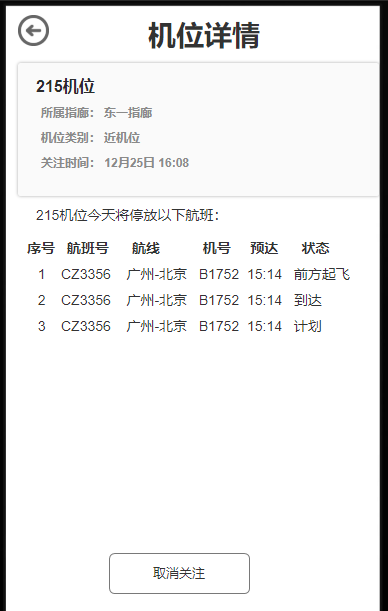 机位详情
215机位
所属指廊： 东一指廊
机位类别： 近机位
关注时间： 12月25日 16:08
215机位今天将停放以下航班：
序号 航班号 航线 机号 预达 状态
1 CZ3356 广州-北京 B1752 15:14 前方起飞
2 CZ3356 广州-北京 B1752 15:14 到达
3 CZ3356 广州-北京 B1752 15:14 计划
取消关注